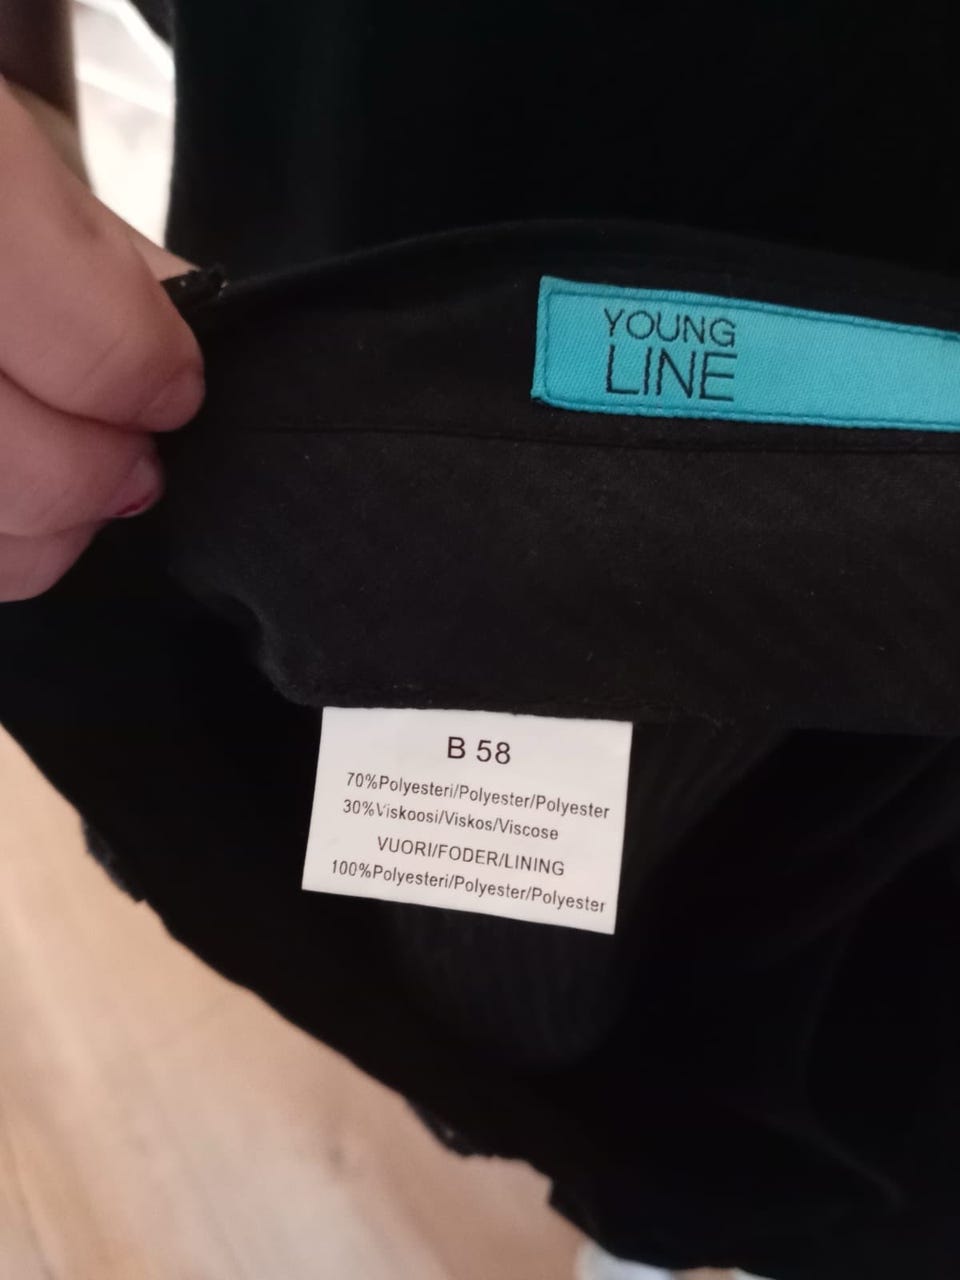 YOUNG
LINE
B 58
70%Polyesteri/Polyester/Polyester
30%Viskoosi/Viskos/Viscose
VUORI/FODER/LINING
100%Polyesteri/Polyester/Polyester